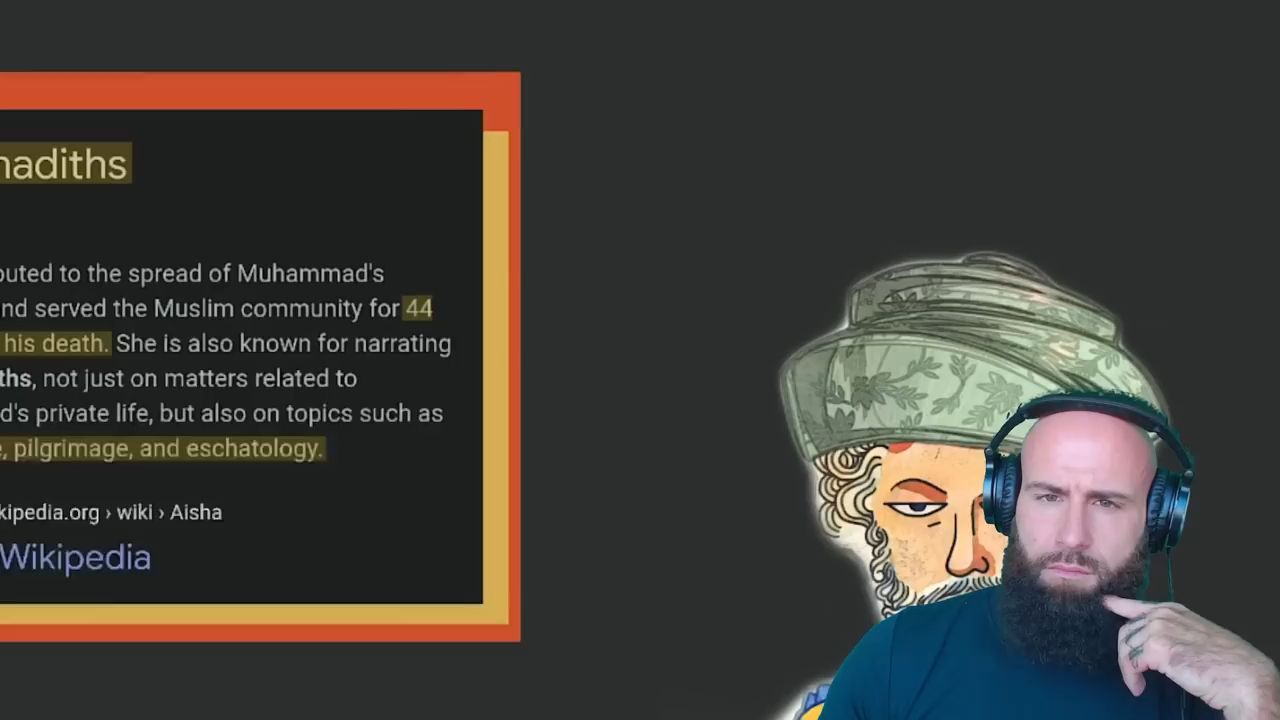 hadiths
buted to the spread of Muhammad's
nd served the Muslim community for 44
his death. She is also known for narrating
ths, not just on matters related to
d's private life, but also on topics such as
e, pilgrimage, and eschatology.
kipedia.org › wiki › Aisha
Wikipedia